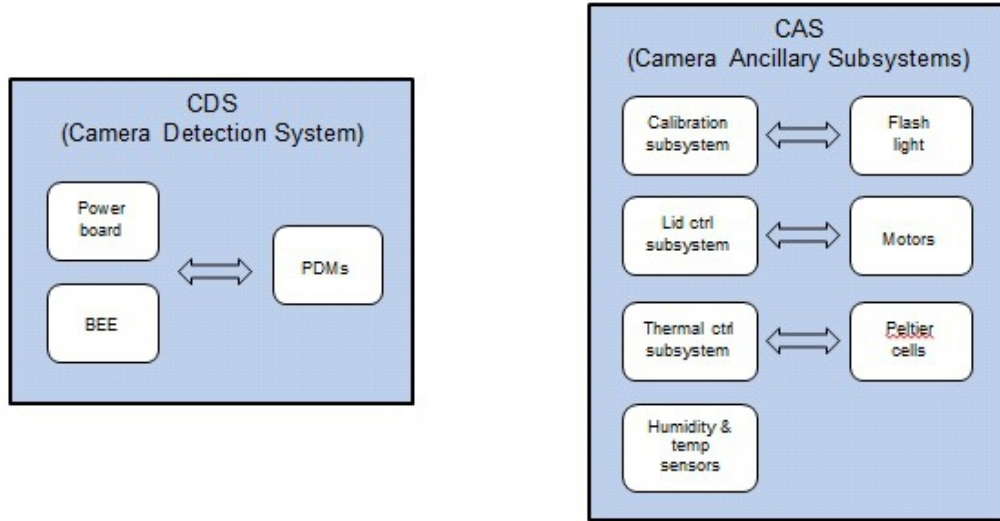 CDS
(Camera Detection System)
Power
board
BEE
PDMs
CAS
(Camera Ancillary Subsystems)
Calibration
subsystem
Flash
light
Lid ctrl
subsystem
Motors
Thermal ctrl
subsystem
Peltier
cells
Humidity &
temp
sensors